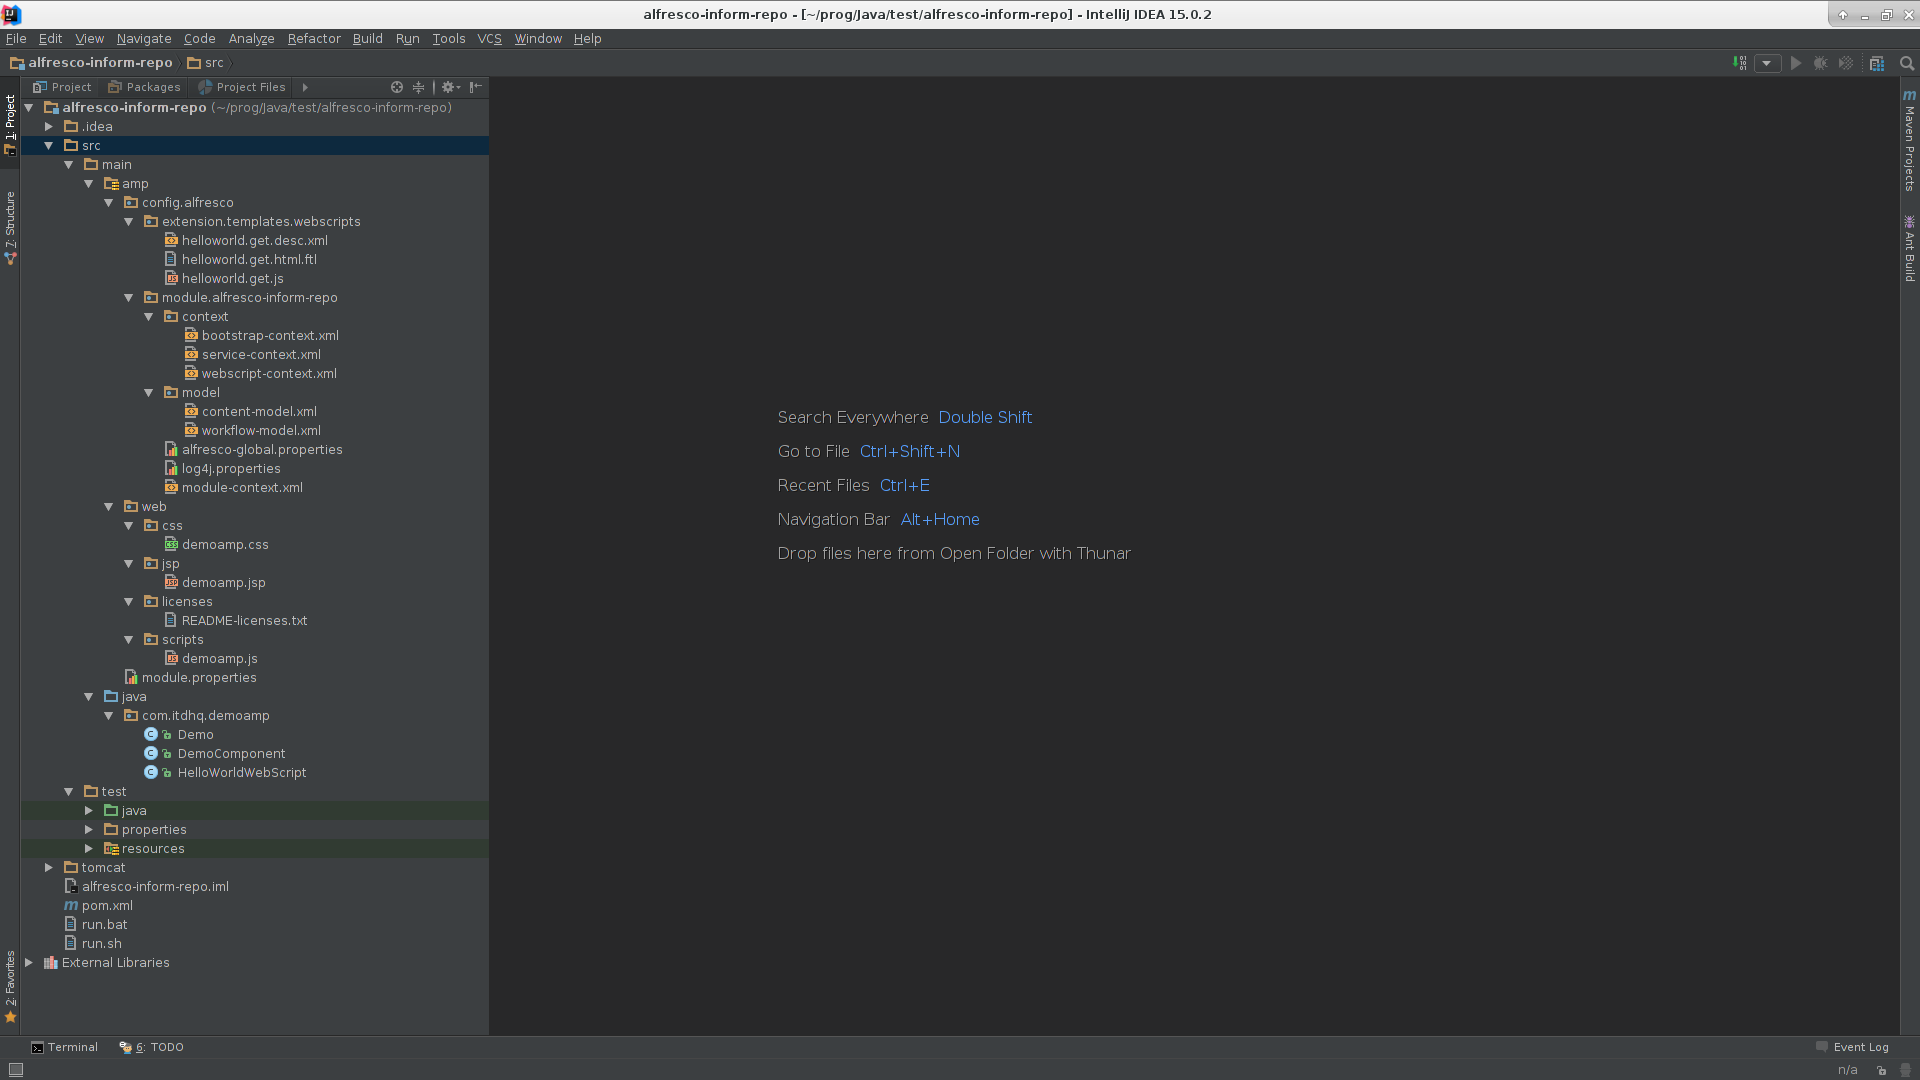 alfresco-inform-repo - [~/prog/Java/test/alfresco-inform-repo] - IntelliJ IDEA 15.0.2
File Edit View Navigate Code Analyze Refactor Build Run Tools VCS Window Help
alfresco-inform-repo src
Project Packages Project Files
alfresco-inform-repo (~/prog/Java/test/alfresco-inform-repo)
.idea
src
main
amp
config.alfresco
extension.templates.webscripts
helloworld.get.desc.xml
helloworld.get.html.ftl
helloworld.get.js
module.alfresco-inform-repo
context
bootstrap-context.xml
service-context.xml
webscript-context.xml
model
content-model.xml
workflow-model.xml
alfresco-global.properties
log4j.properties
module-context.xml
web
css
demoamp.css
jsp
demoamp.jsp
licenses
README-licenses.txt
scripts
demoamp.js
module.properties
java
com.itdhq.demoamp
Demo
DemoComponent
HelloWorldWebScript
test
java
properties
resources
tomcat
alfresco-inform-repo.iml
pom.xml
run.bat
run.sh
External Libraries
1: Project
7: Structure
2: Favorites
Search Everywhere Double Shift
Go to File Ctrl+Shift+N
Recent Files Ctrl+E
Navigation Bar Alt+Home
Drop files here from Open Folder with Thunar
Maven Projects
Ant Build
Terminal 6: TODO Event Log
n/a